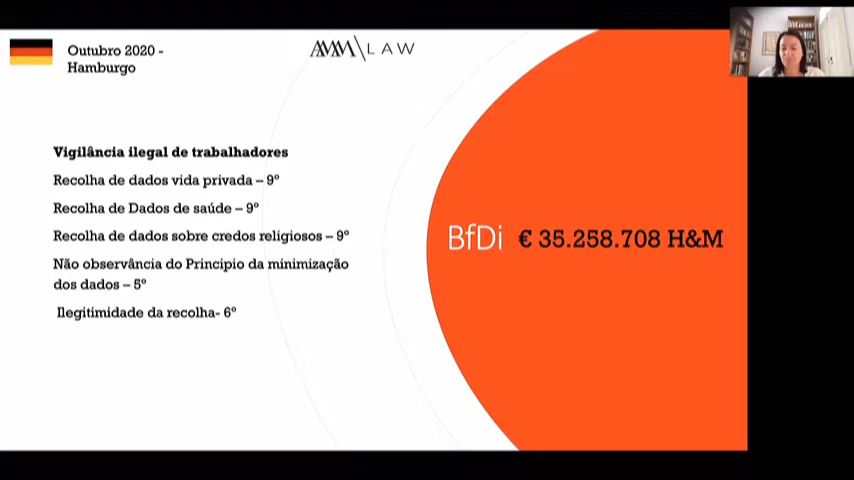 Outubro 2020 -
Hamburgo
AMM\LAW
Vigilância ilegal de trabalhadores
Recolha de dados vida privada – 9º
Recolha de Dados de saúde – 9º
Recolha de dados sobre credos religiosos – 9º
Não observância do Principio da minimização
dos dados – 5º
Ilegitimidade da recolha- 6º
BfDi € 35.258.708 H&M